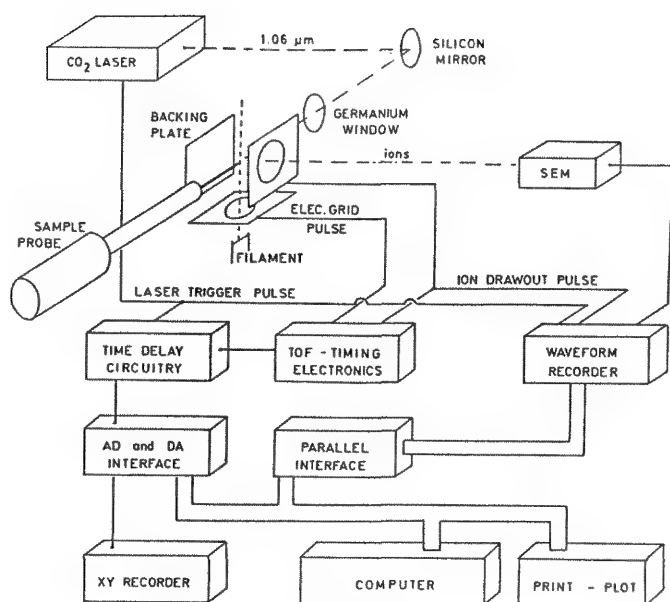 1.06 µm
CO2 LASER
SILICON
MIRROR
BACKING
PLATE
GERMANIUM
WINDOW
ions
SEM
SAMPLE
PROBE
ELEC. GRID
PULSE
FILAMENT
LASER TRIGGER PULSE
ION DRAWOUT PULSE
TIME DELAY
CIRCUITRY
TOF - TIMING
ELECTRONICS
WAVEFORM
RECORDER
AD and DA
INTERFACE
PARALLEL
INTERFACE
XY RECORDER
COMPUTER
PRINT - PLOT